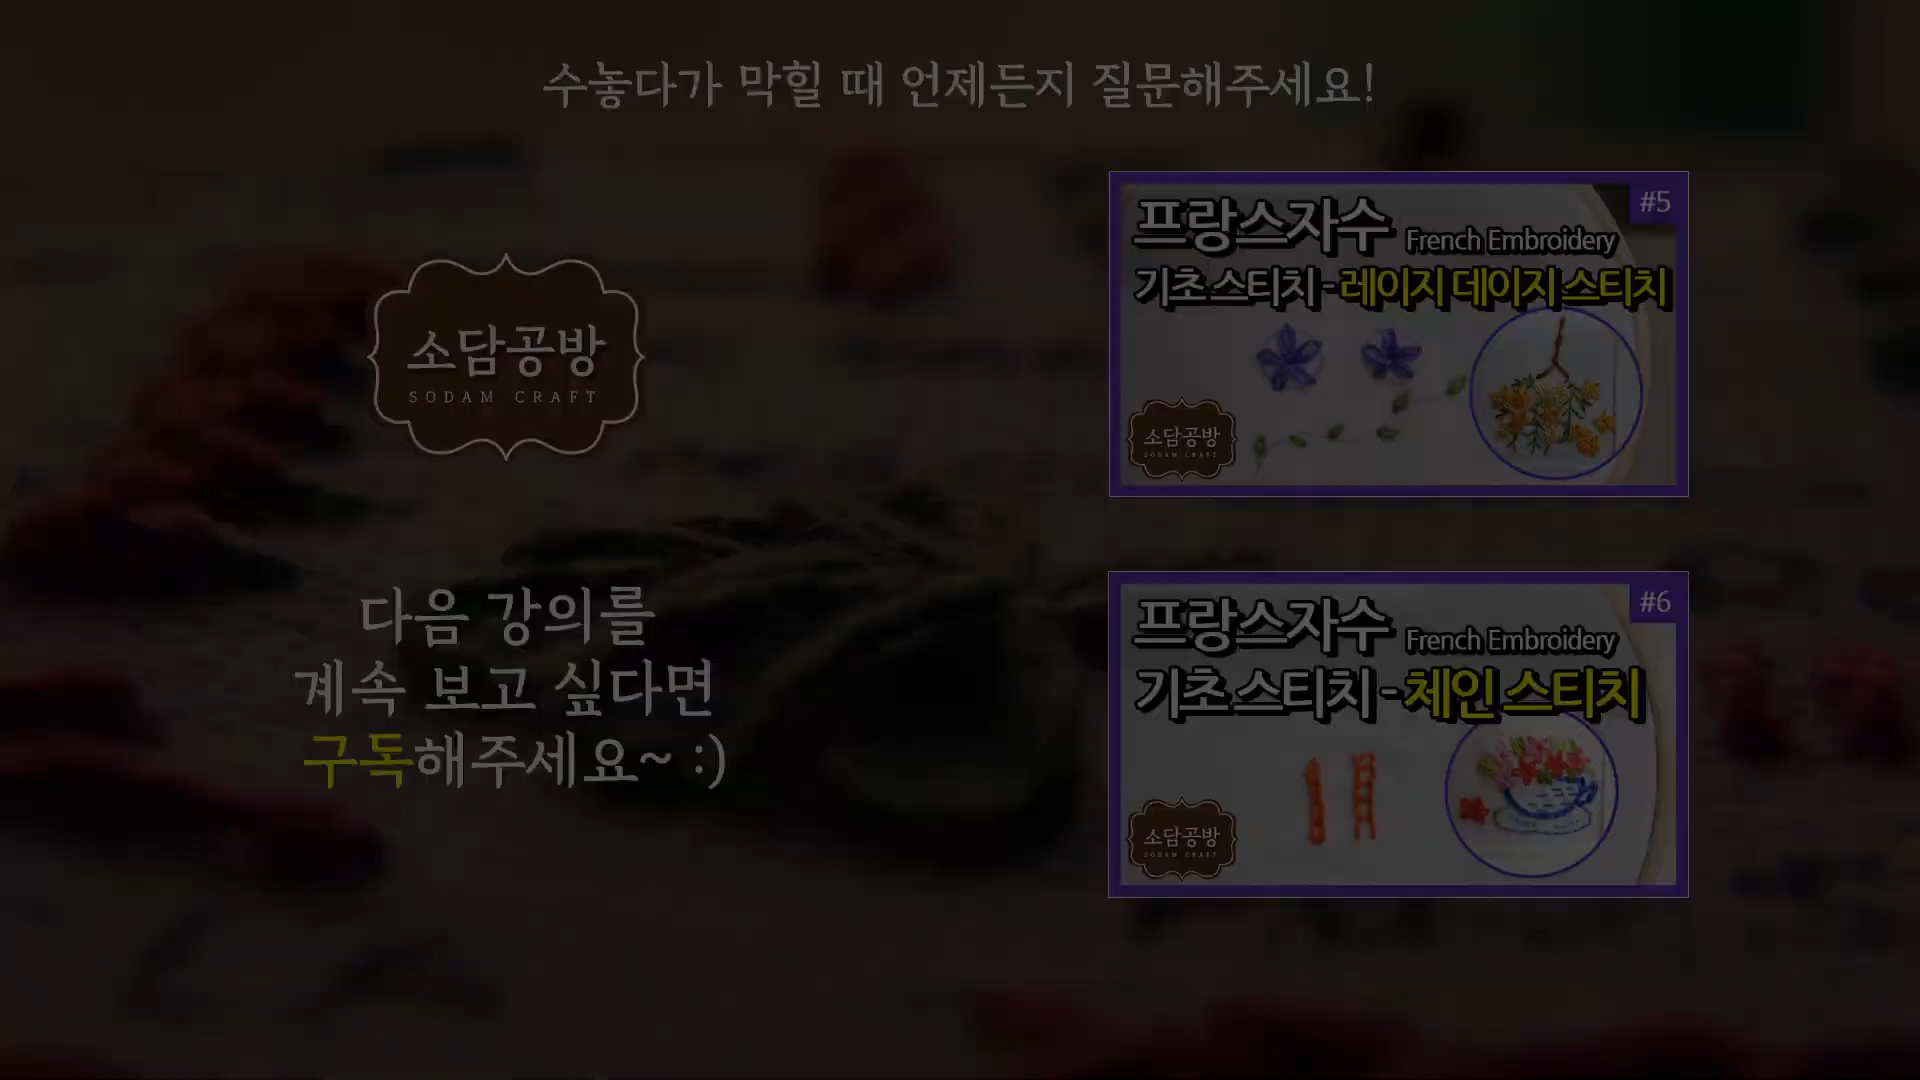 수놓다가 막힐 때 언제든지 질문해주세요!
소담공방
SODAM CRAFT
다음 강의를
계속 보고 싶다면
구독해주세요~ :)
#5
프랑스자수 French Embroidery
기초 스티치 - 레이지 데이지 스티치
소담공방
SODAM CRAFT
#6
프랑스자수 French Embroidery
기초 스티치 - 체인 스티치
소담공방
SODAM CRAFT